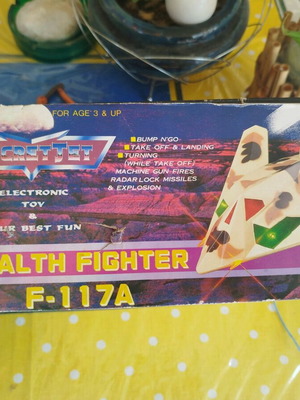 FOR AGE 3 & UP
BUMP N'GO
TAKE OFF & LANDING
TURNING
(WHILE TAKE OFF)
MACHINE GUN FIRES
RADAR LOCK MISSILES
& EXPLOSION
ELECTRONIC
TOY
&
UR BEST FUN
ALTH FIGHTER
F-117A